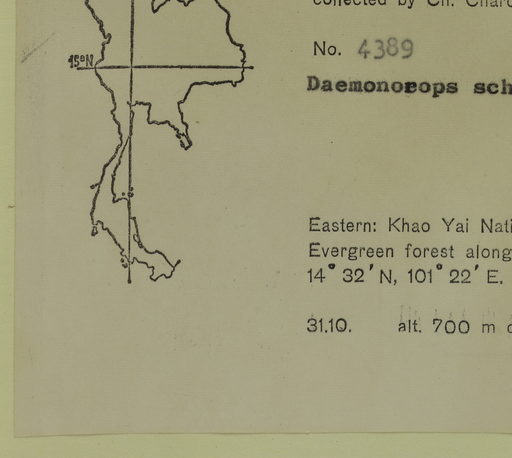 collected by Ch. Charo
15°N
No. 4389
Daemonorops sch
Eastern: Khao Yai Nati
Evergreen forest along
14° 32′ N, 101° 22′ E.
31.10. alt. 700 m